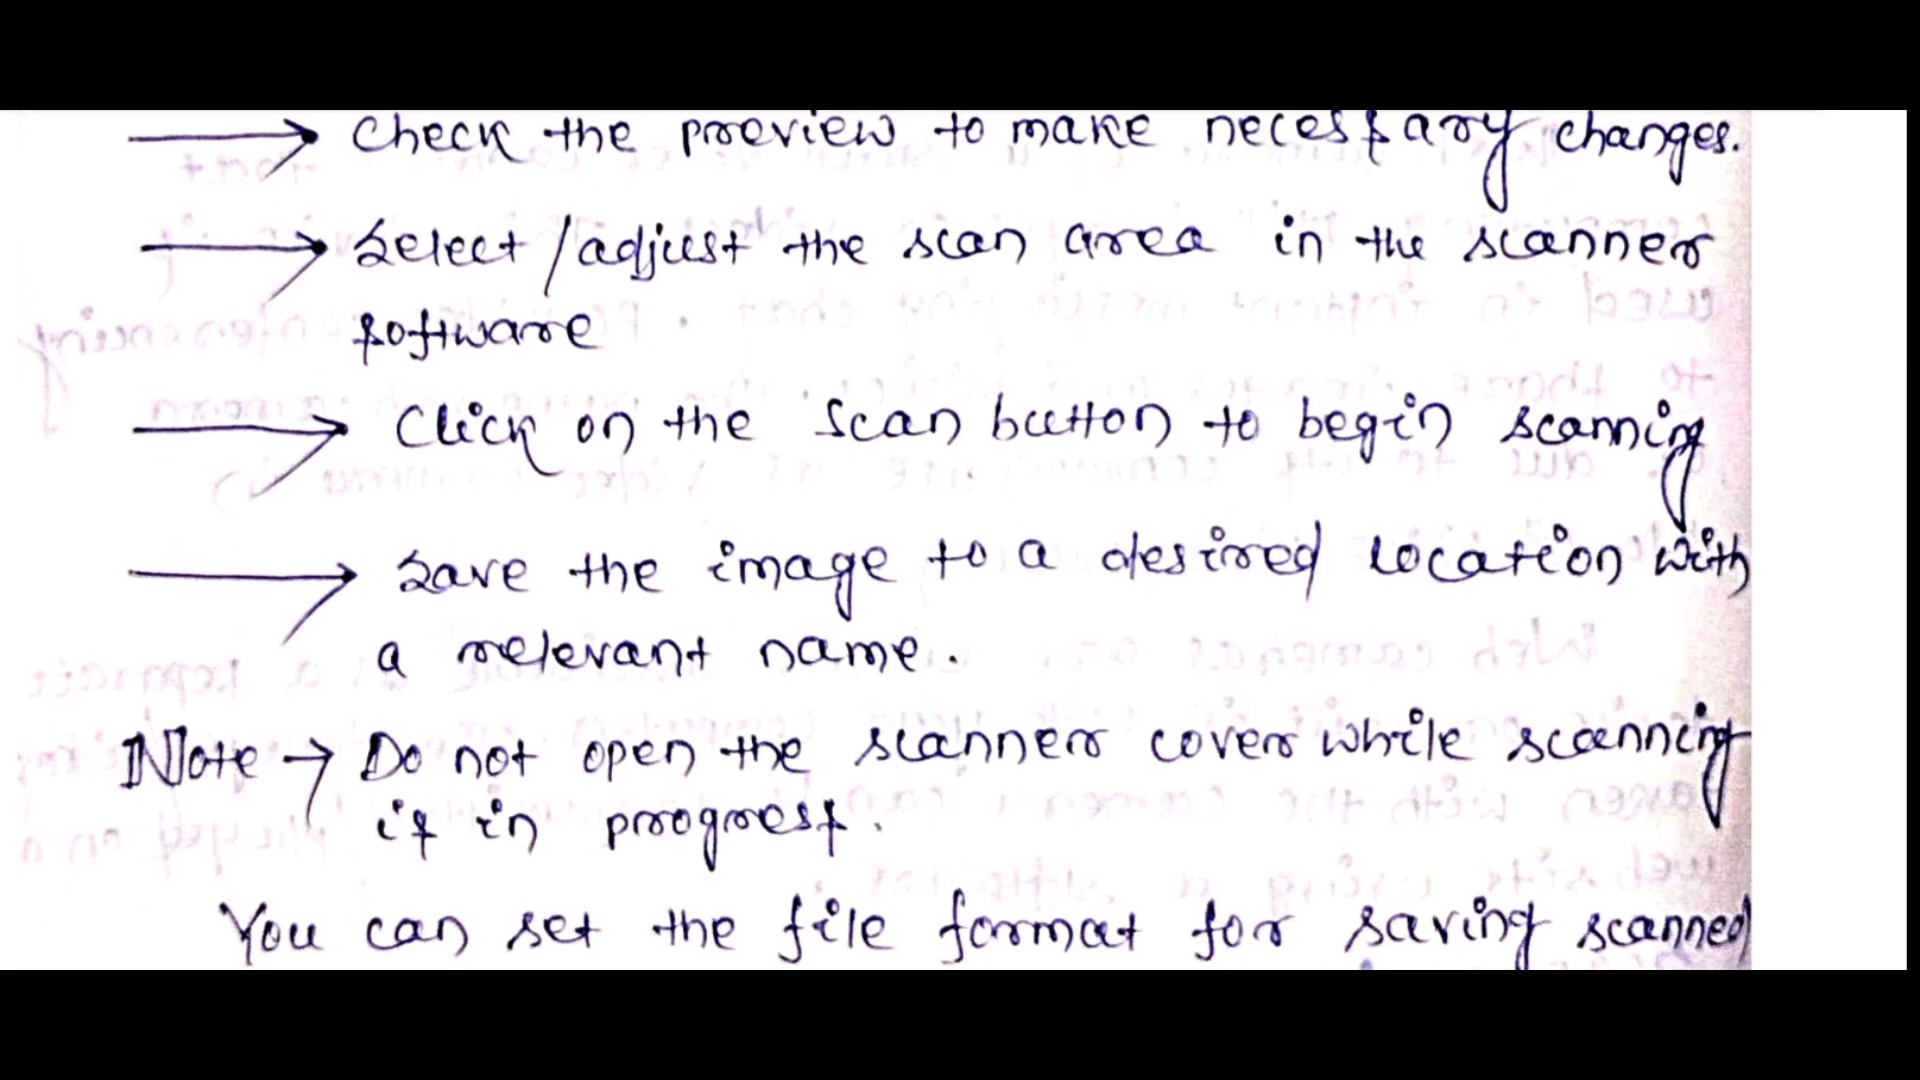 → Check the preview to make necessary changes.
→ Select / adjust the scan area in the scanner
software
→ Click on the Scan button to begin scanning
→ Save the image to a desired location with
a relevant name.
Note → Do not open the scanner cover while scanning
is in progress.
You can set the file format for saving scanned